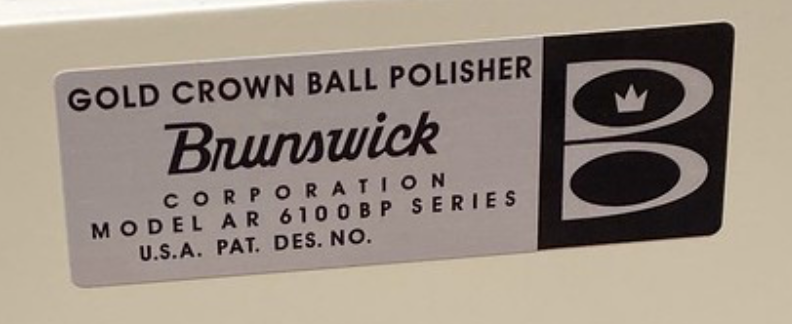 GOLD CROWN BALL POLISHER
Brunswick
CORPORATION
MODEL AR 6100BP SERIES
U.S.A. PAT. DES. NO.